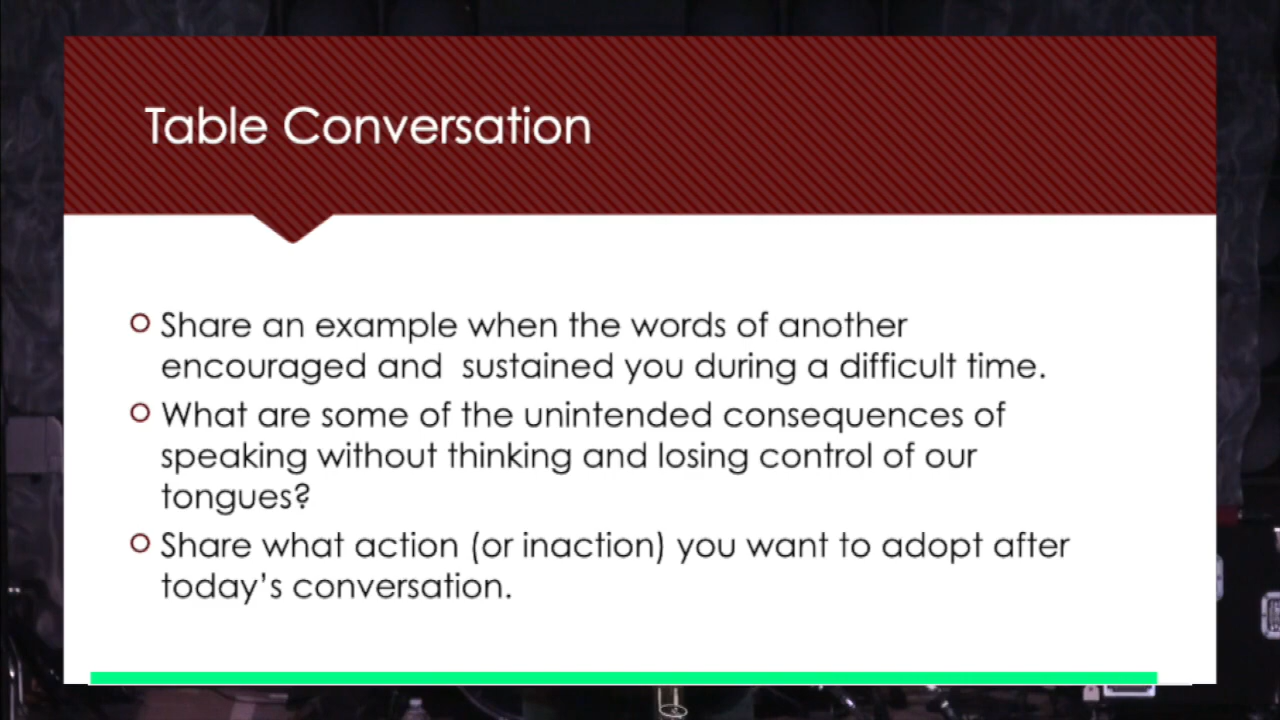 Table Conversation
Share an example when the words of another
encouraged and  sustained you during a difficult time.
What are some of the unintended consequences of
speaking without thinking and losing control of our
tongues?
Share what action (or inaction) you want to adopt after
today’s conversation.